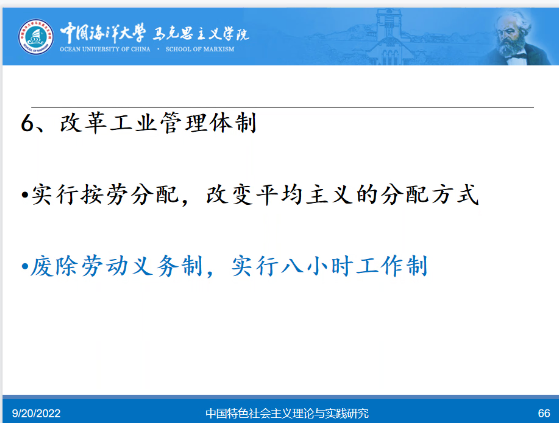 中国海洋大学 马克思主义学院
OCEAN UNIVERSITY OF CHINA · SCHOOL OF MARXISM
6、改革工业管理体制
•实行按劳分配，改变平均主义的分配方式
•废除劳动义务制，实行八小时工作制
9/20/2022 中国特色社会主义理论与实践研究 66